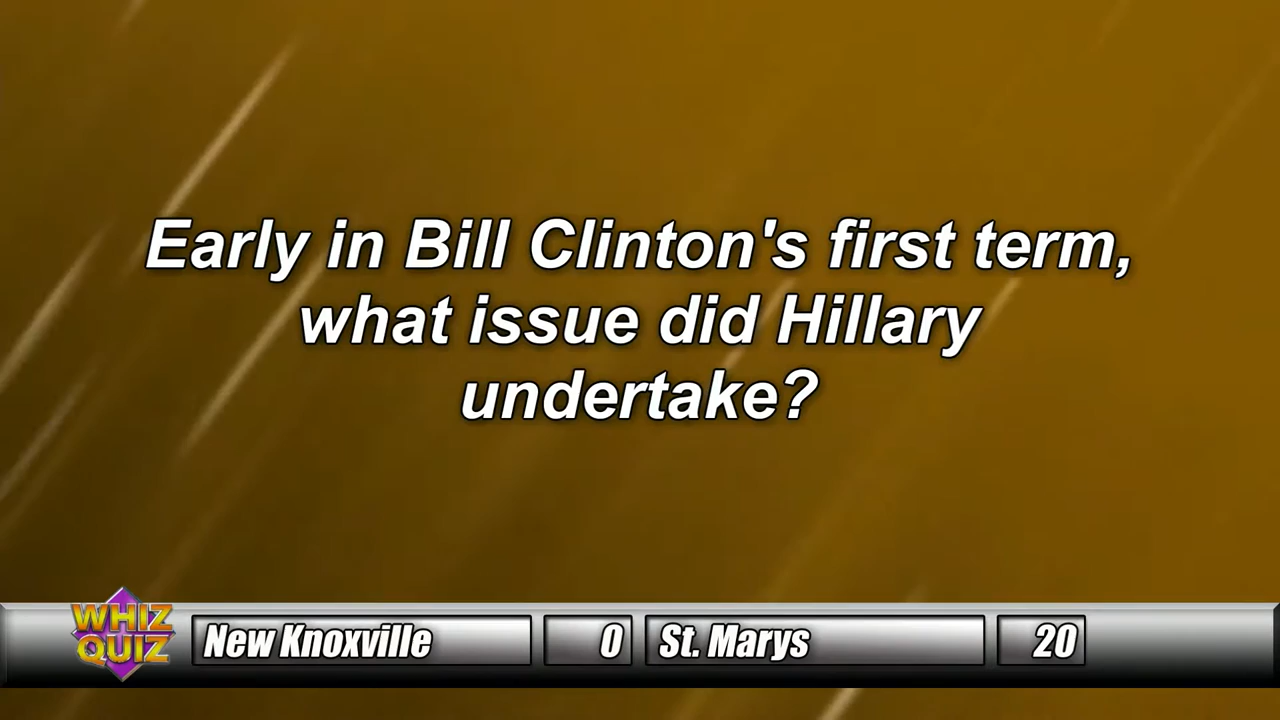 Early in Bill Clinton's first term,
what issue did Hillary
undertake?
WHIZ
QUIZ
New Knoxville 0 St. Marys 20